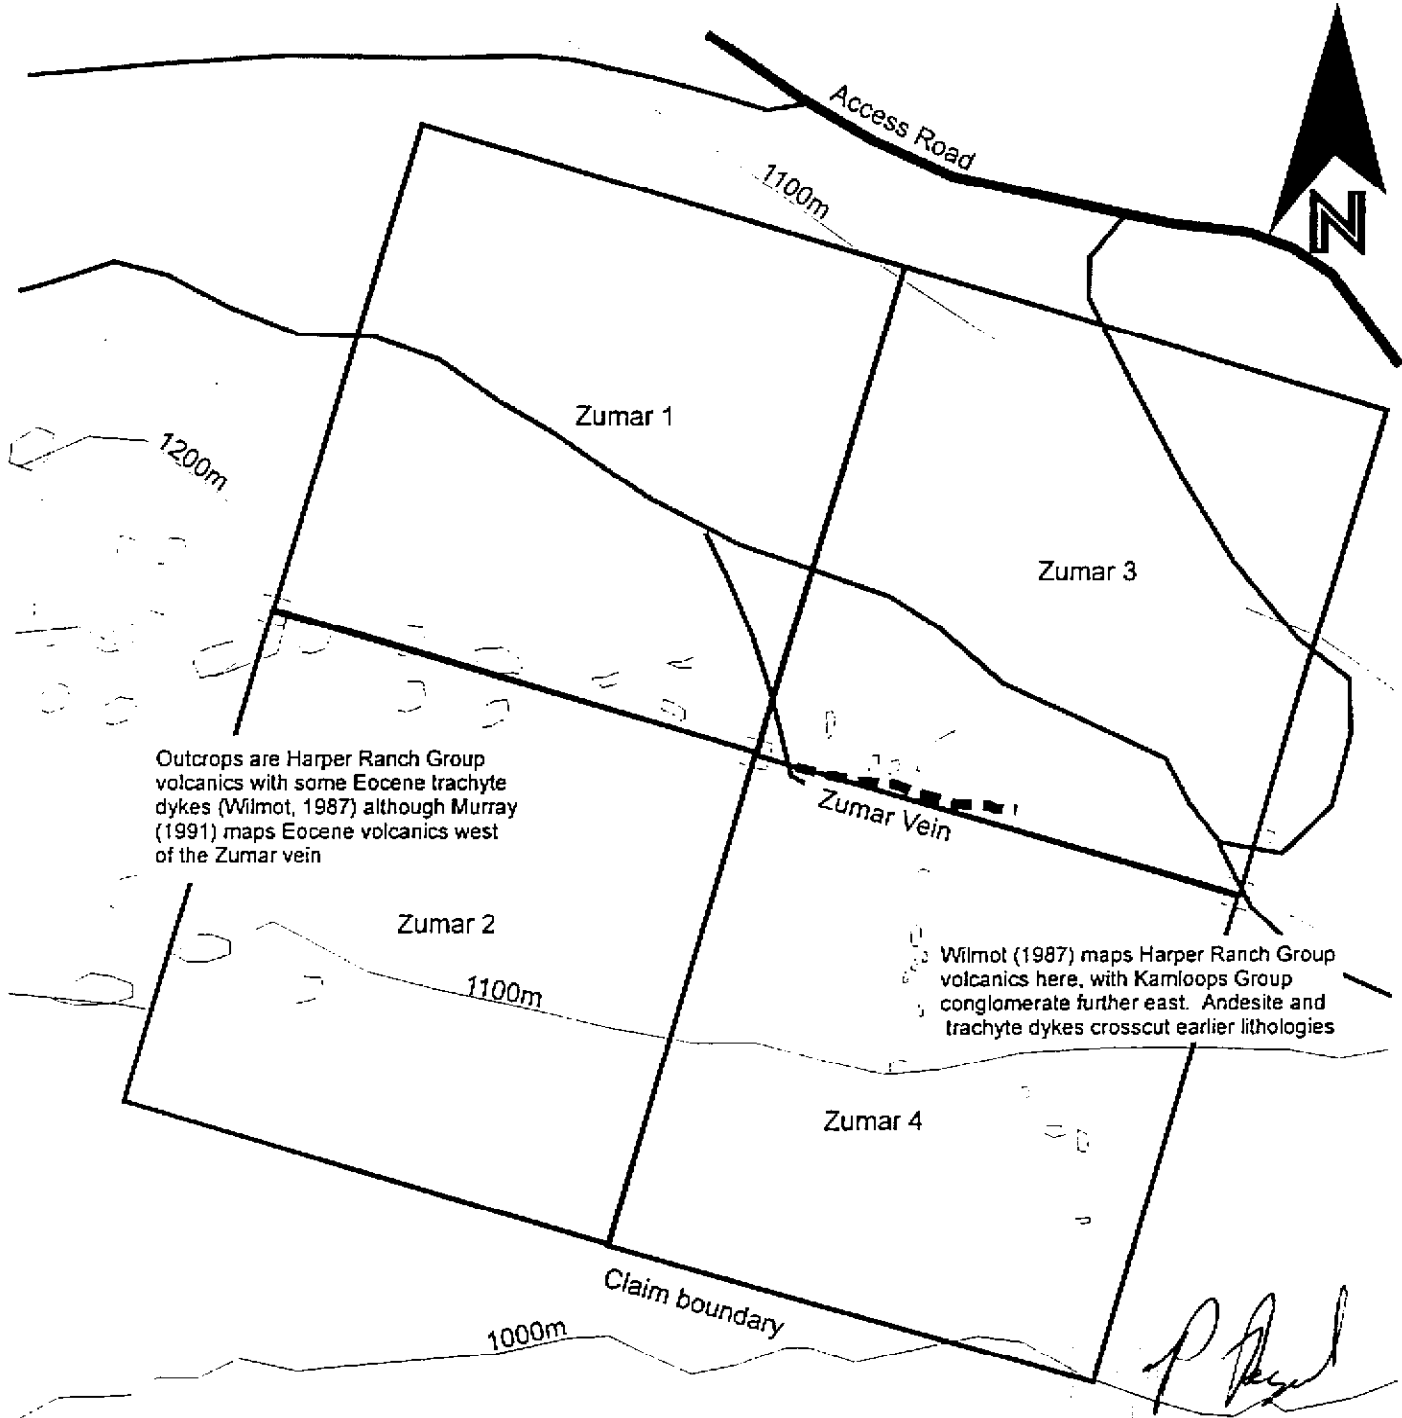 Access Road
1100m
N
Zumar 1
1200m
Zumar 3
Outcrops are Harper Ranch Group
volcanics with some Eocene trachyte
dykes (Wilmot, 1987) although Murray
(1991) maps Eocene volcanics west
of the Zumar vein
Zumar Vein
Zumar 2
Wilmot (1987) maps Harper Ranch Group
volcanics here, with Kamloops Group
conglomerate further east. Andesite and
trachyte dykes crosscut earlier lithologies
1100m
Zumar 4
Claim boundary
1000m